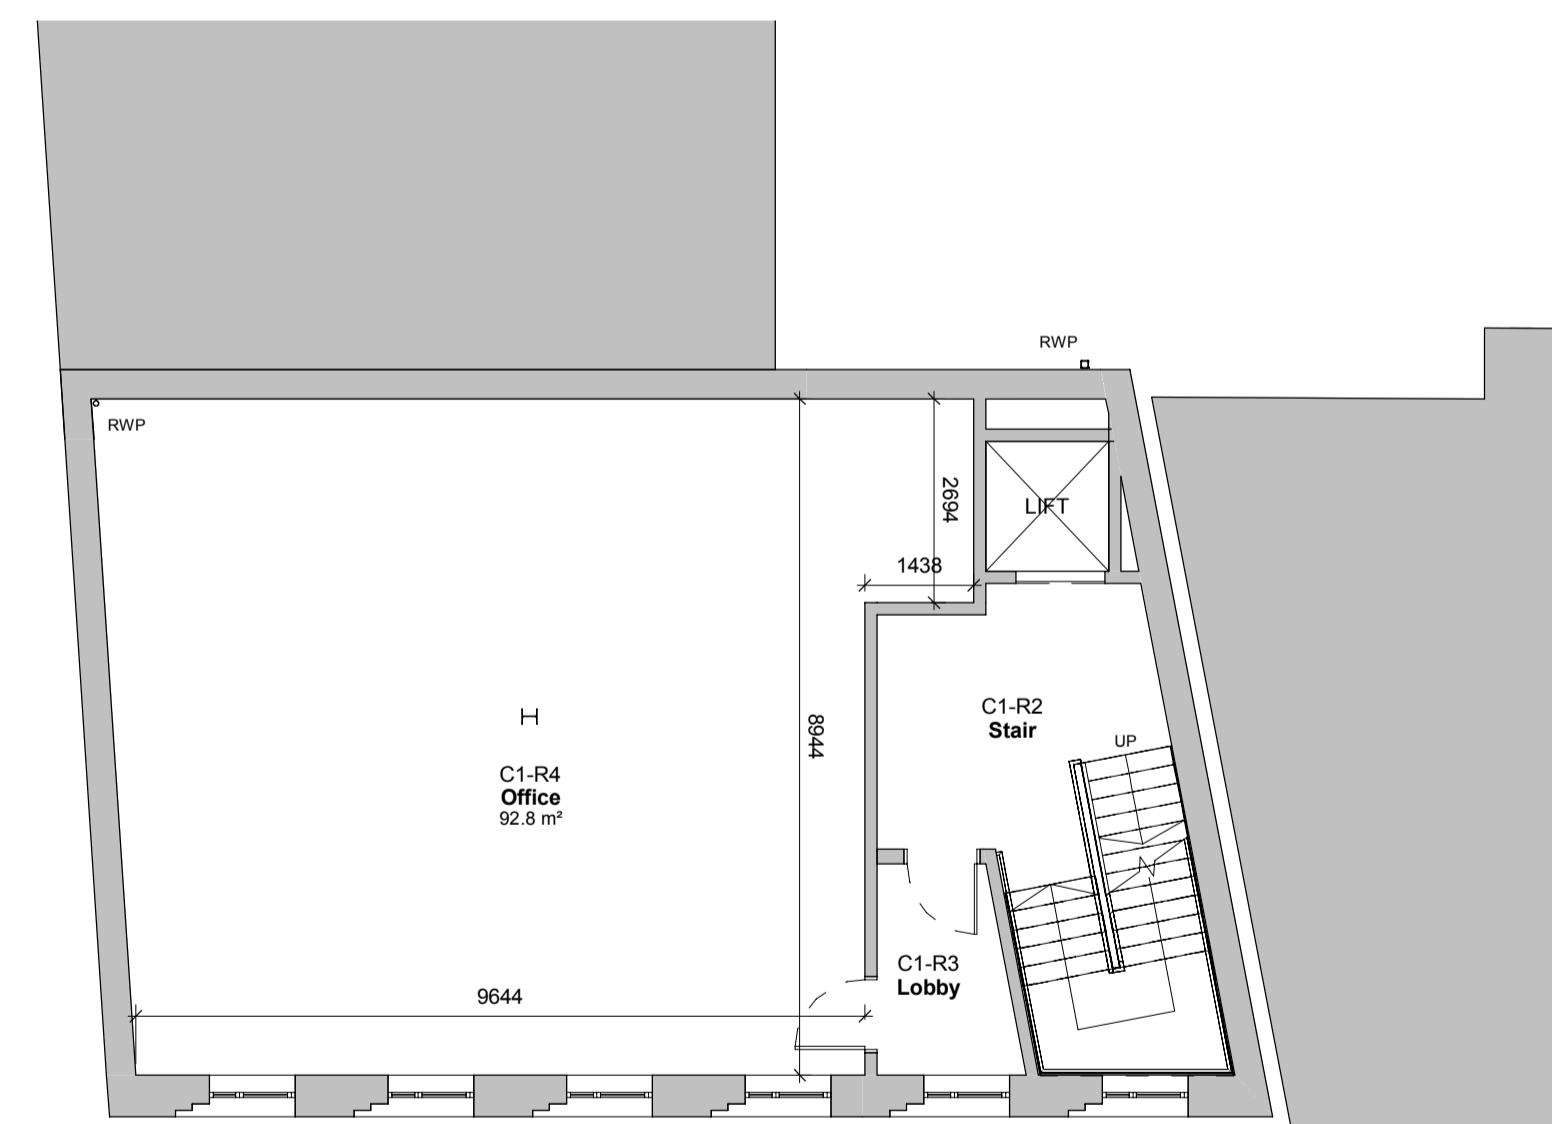 RWP
RWP
2694
LIFT
1438
C1-R2
Stair
8944
UP
C1-R4
Office
92.8 m²
C1-R3
Lobby
9644